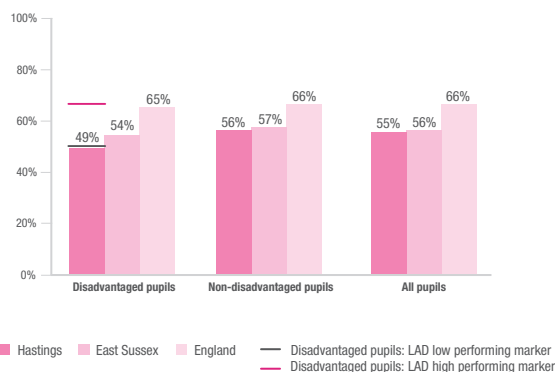 100%
80%
60%
40%
20%
0%
49%
54%
65%
56%
57%
66%
55%
56%
66%
Disadvantaged pupils
Non-disadvantaged pupils
All pupils
Hastings
East Sussex
England
Disadvantaged pupils: LAD low performing marker
Disadvantaged pupils: LAD high performing marker